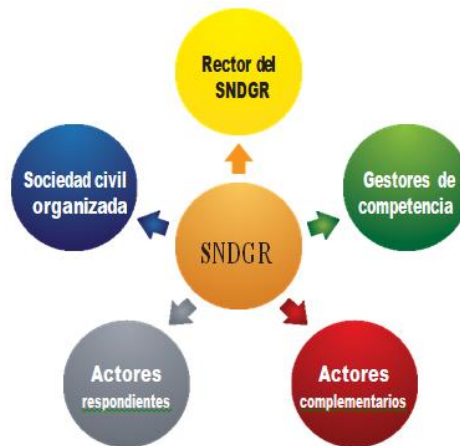 Rector del
SNDGR
Sociedad civil
organizada
Gestores de
competencia
SNDGR
Actores
respondientes
Actores
complementarios